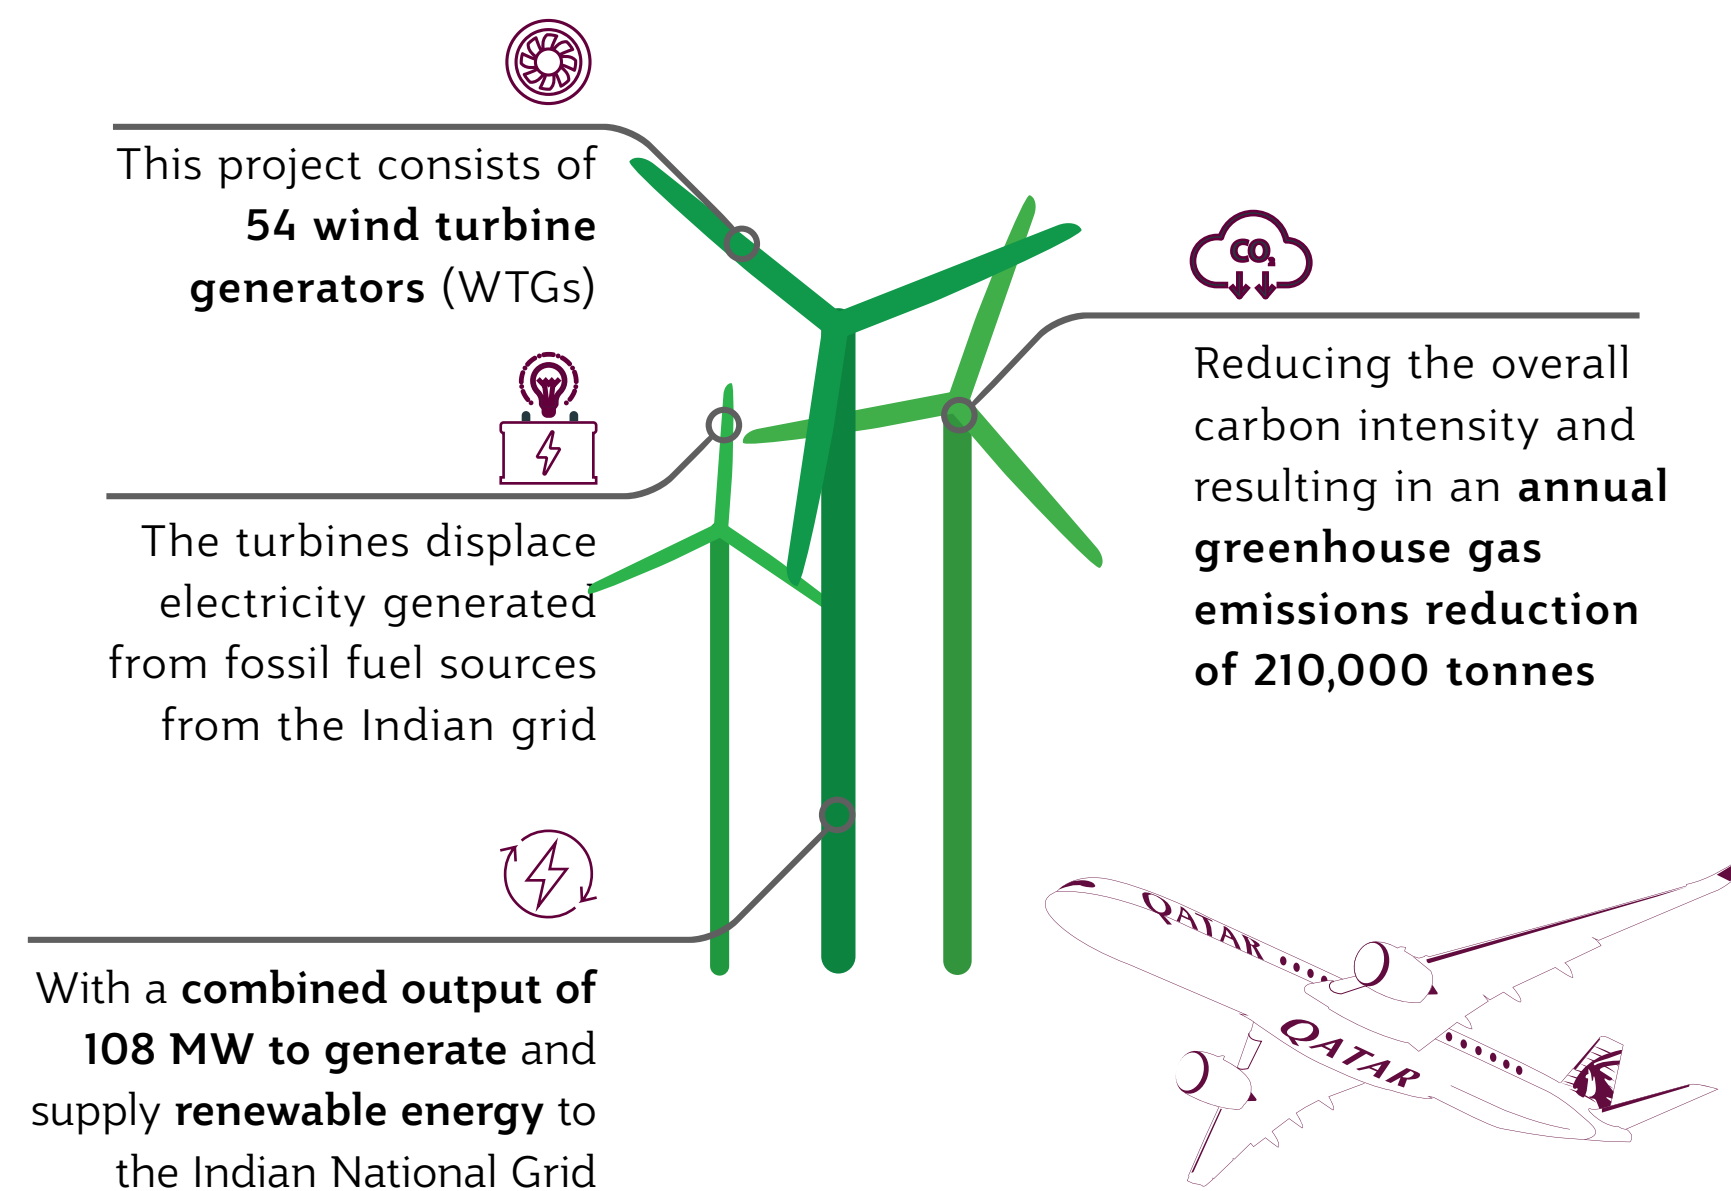 This project consists of
54 wind turbine
generators (WTGs)
The turbines displace
electricity generated
from fossil fuel sources
from the Indian grid
With a combined output of
108 MW to generate and
supply renewable energy to
the Indian National Grid
CO₂
Reducing the overall
carbon intensity and
resulting in an annual
greenhouse gas
emissions reduction
of 210,000 tonnes
QATAR
QATAR